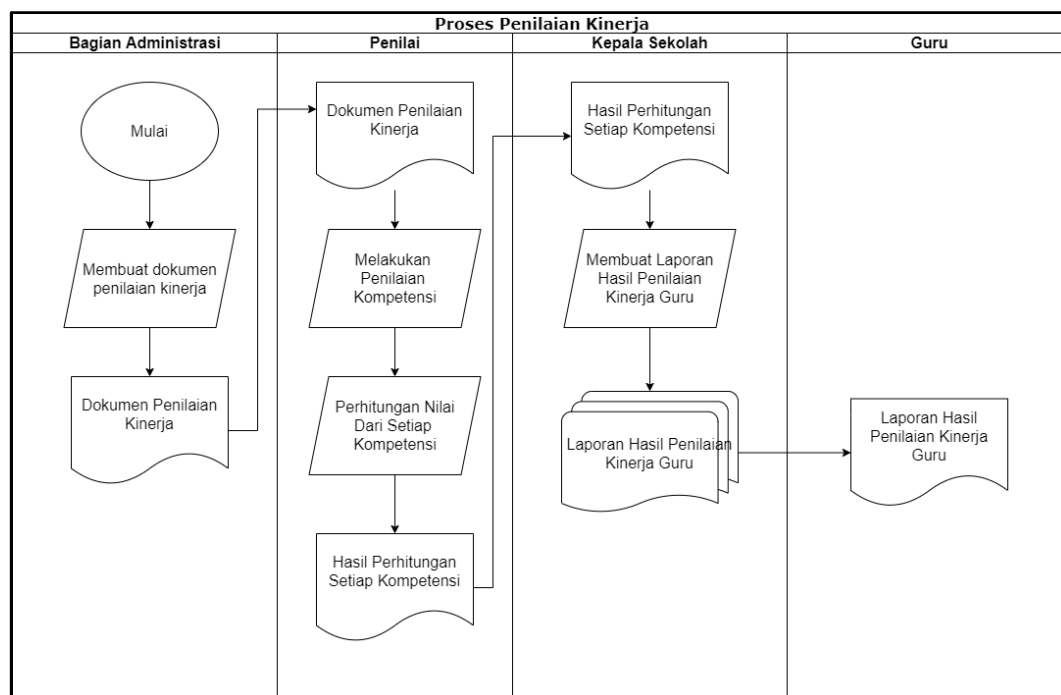 Proses Penilaian Kinerja
Bagian Administrasi
Penilai
Kepala Sekolah
Guru
Mulai
Membuat dokumen
penilaian kinerja
Dokumen Penilaian
Kinerja
Dokumen Penilaian
Kinerja
Melakukan
Penilaian
Kompetensi
Perhitungan Nilai
Dari Setiap
Kompetensi
Hasil Perhitungan
Setiap Kompetensi
Hasil Perhitungan
Setiap Kompetensi
Membuat Laporan
Hasil Penilaian
Kinerja Guru
Laporan Hasil Penilaian
Kinerja Guru
Laporan Hasil
Penilaian Kinerja
Guru